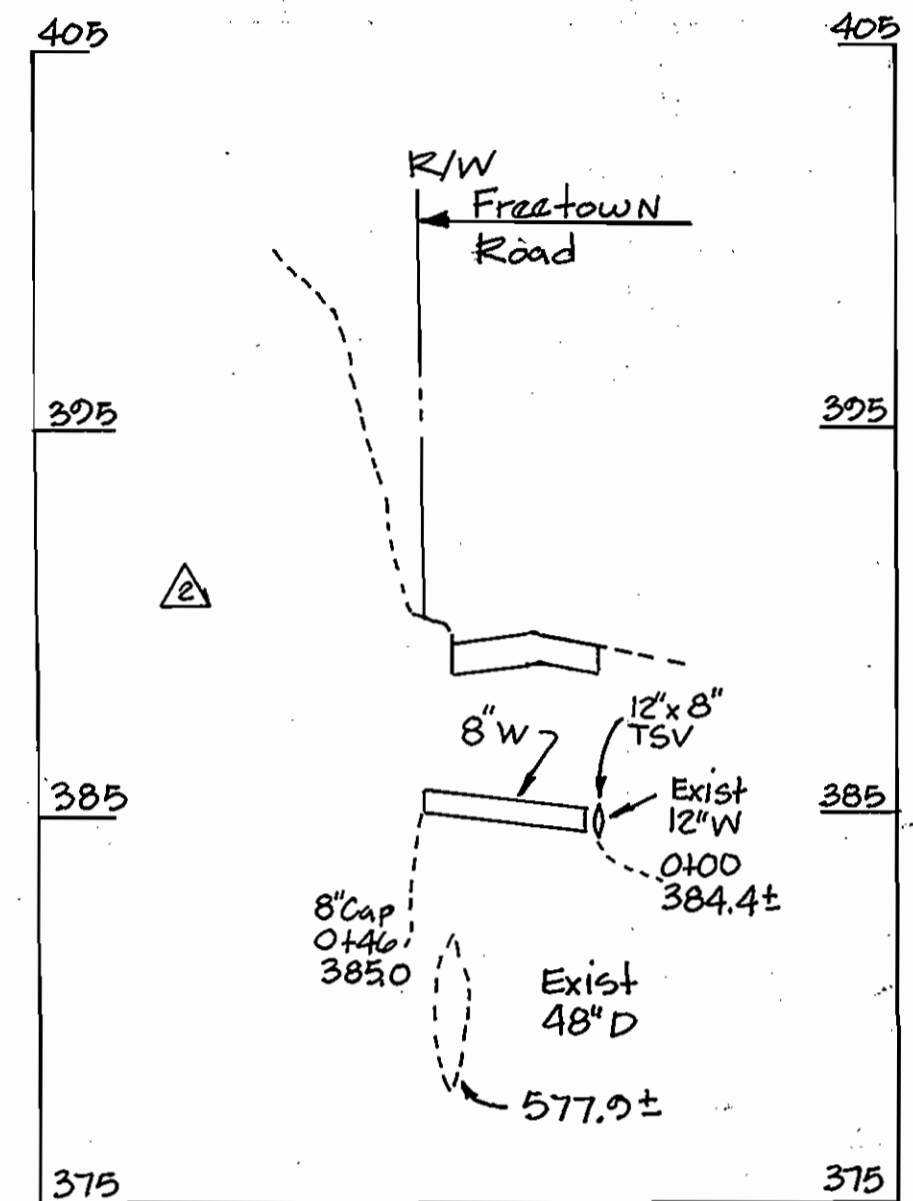 405
405
R/W
Freetown
Road
395
395
2
12"x 8"
TSV
8"W
Exist
12"W
385
385
0+00
384.4±
8"Cap
0+46
385.0
Exist
48"D
577.9±
375
375